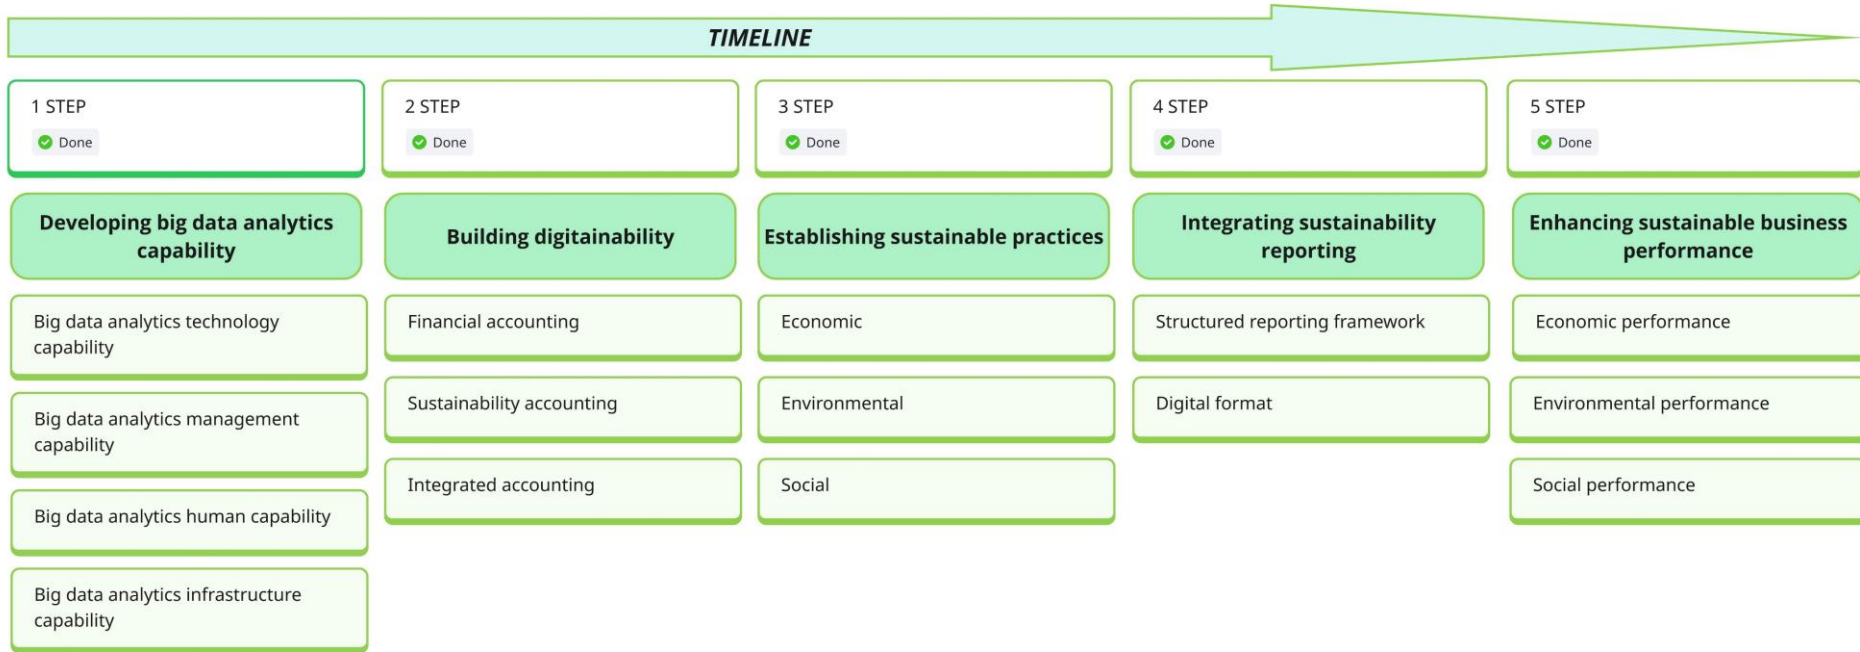 TIMELINE
1 STEP
Done
2 STEP
Done
3 STEP
Done
4 STEP
Done
5 STEP
Done
Developing big data analytics
capability
Building digitainability
Establishing sustainable practices
Integrating sustainability
reporting
Enhancing sustainable business
performance
Big data analytics technology
capability
Big data analytics management
capability
Big data analytics human capability
Big data analytics infrastructure
capability
Financial accounting
Sustainability accounting
Integrated accounting
Economic
Environmental
Social
Structured reporting framework
Digital format
Economic performance
Environmental performance
Social performance